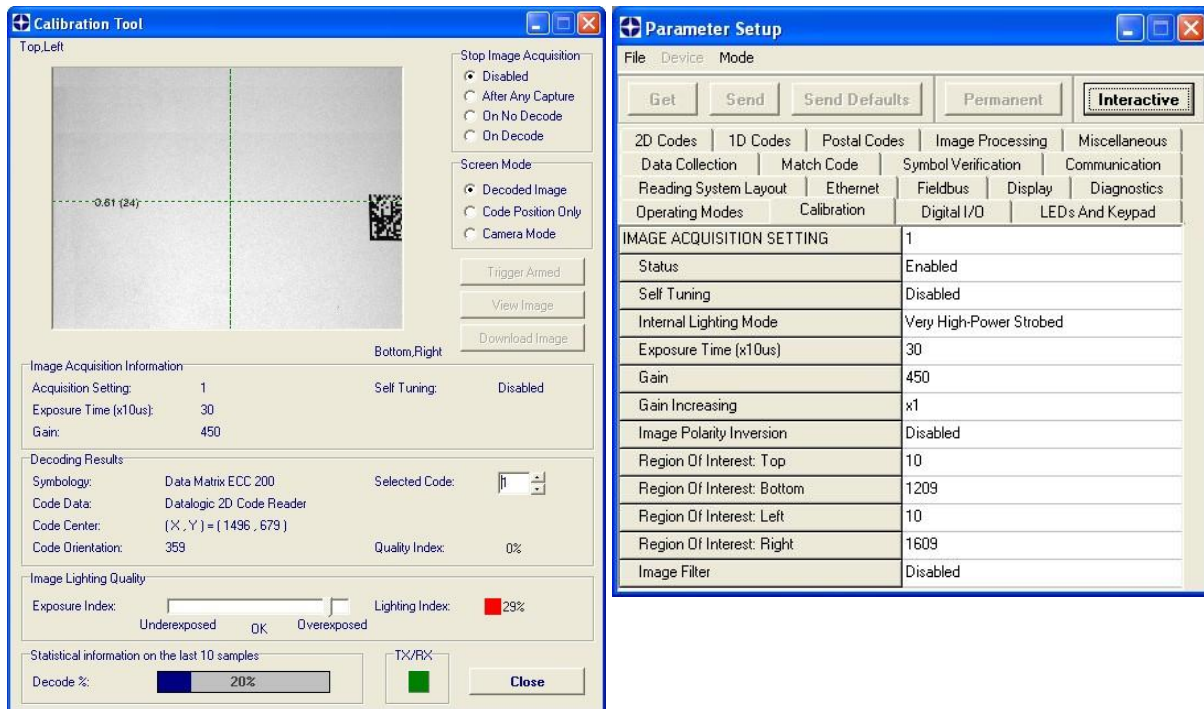 Calibration Tool
Top,Left
0.61 (24)
Bottom,Right
Stop Image Acquisition
Disabled
After Any Capture
On No Decode
On Decode
Screen Mode
Decoded Image
Code Position Only
Camera Mode
Trigger Armed
View Image
Download Image
Image Acquisition Information
Acquisition Setting: 1 Self Tuning: Disabled
Exposure Time (x10us): 30
Gain: 450
Decoding Results
Symbology: Data Matrix ECC 200 Selected Code: 1
Code Data: Datalogic 2D Code Reader
Code Center: ( X , Y ) = ( 1496 , 679 )
Code Orientation: 359 Quality Index: 0%
Image Lighting Quality
Exposure Index: Lighting Index: 29%
Underexposed OK Overexposed
Statistical information on the last 10 samples
TX/RX
Decode %: 20% Close
Parameter Setup
File Device Mode
Get Send Send Defaults Permanent Interactive
2D Codes 1D Codes Postal Codes Image Processing Miscellaneous
Data Collection Match Code Symbol Verification Communication
Reading System Layout Ethernet Fieldbus Display Diagnostics
Operating Modes Calibration Digital I/O LEDs And Keypad
IMAGE ACQUISITION SETTING 1
Status Enabled
Self Tuning Disabled
Internal Lighting Mode Very High-Power Strobed
Exposure Time (x10us) 30
Gain 450
Gain Increasing x1
Image Polarity Inversion Disabled
Region Of Interest: Top 10
Region Of Interest: Bottom 1209
Region Of Interest: Left 10
Region Of Interest: Right 1609
Image Filter Disabled